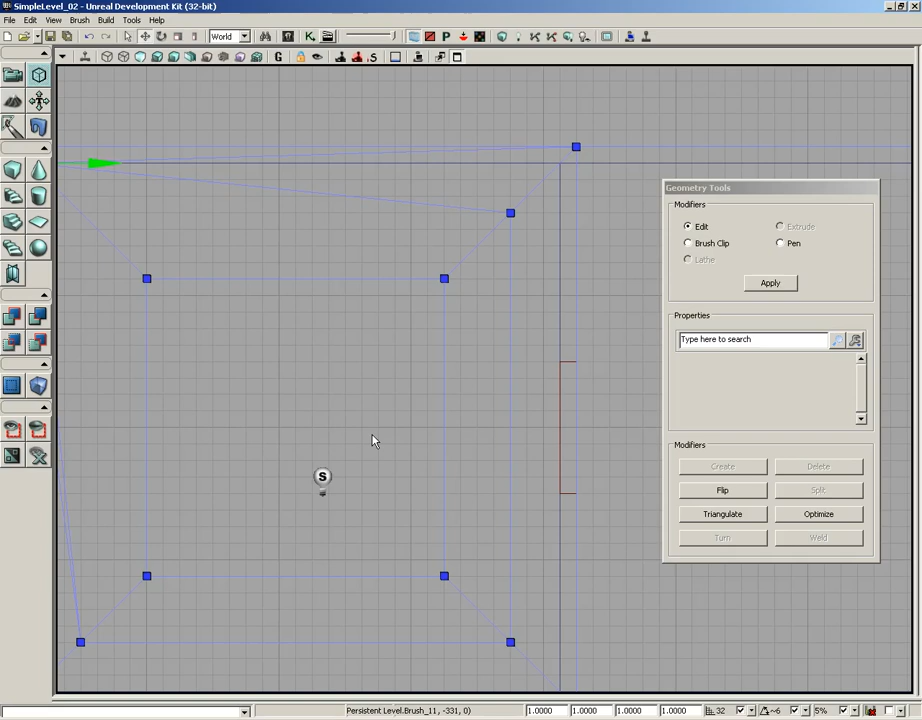 SimpleLevel_02 - Unreal Development Kit (32-bit)
File Edit View Brush Build Tools Help
World
K
P
G
S
Geometry Tools
Modifiers
Edit
Extrude
Brush Clip
Pen
Lathe
Apply
Properties
Type here to search
S
Modifiers
Create
Delete
Flip
Split
Triangulate
Optimize
Turn
Weld
Persistent Level.Brush_11, -331, 0)
1.0000
1.0000
1.0000
1.0000
32
~6
5%